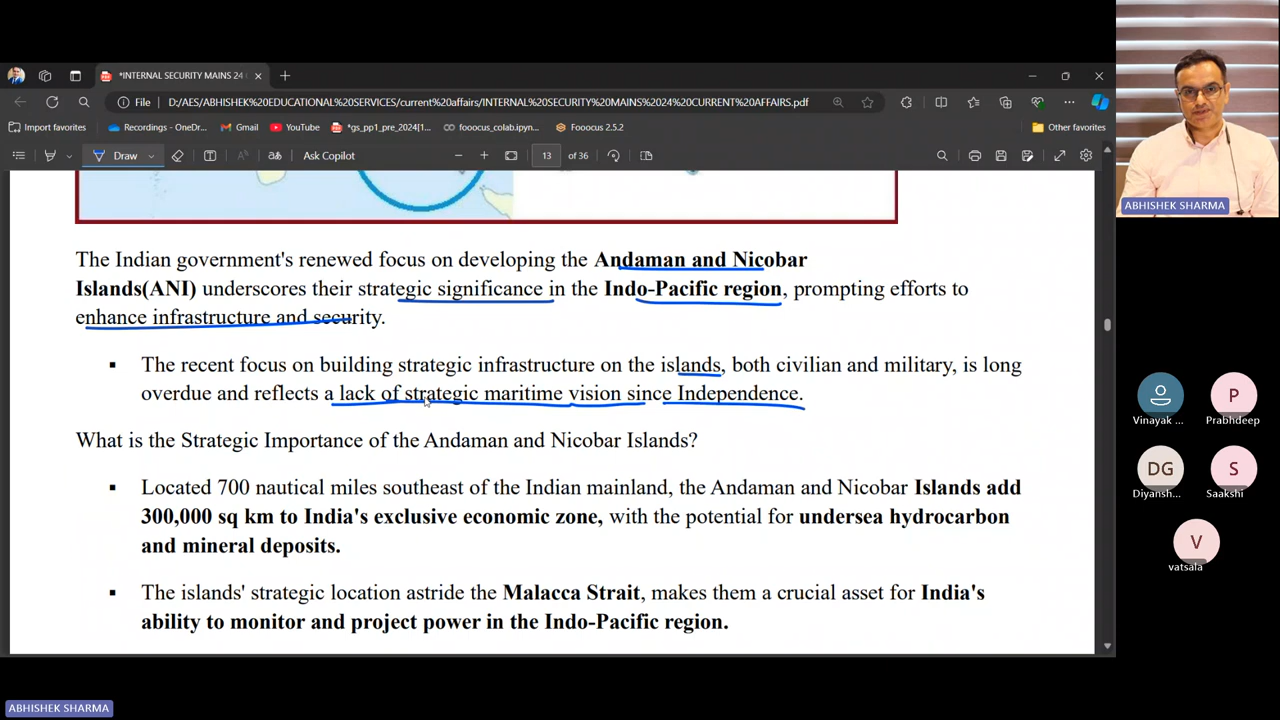 *INTERNAL SECURITY MAINS 24
File
D:/AES/ABHISHEK%20EDUCATIONAL%20SERVICES/current%20affairs/INTERNAL%20SECURITY%20MAINS%202024%20CURRENT%20AFFAIRS.pdf
Import favorites
Recordings - OneDr...
Gmail
YouTube
*gs_pp1_pre_2024[1...
fooocus_colab.ipyn...
Fooocus 2.5.2
Other favorites
Draw
Ask Copilot
13 of 36
ABHISHEK SHARMA
The Indian government's renewed focus on developing the Andaman and Nicobar
Islands(ANI) underscores their strategic significance in the Indo-Pacific region, prompting efforts to
enhance infrastructure and security.
The recent focus on building strategic infrastructure on the islands, both civilian and military, is long
overdue and reflects a lack of strategic maritime vision since Independence.
What is the Strategic Importance of the Andaman and Nicobar Islands?
Located 700 nautical miles southeast of the Indian mainland, the Andaman and Nicobar Islands add
300,000 sq km to India's exclusive economic zone, with the potential for undersea hydrocarbon
and mineral deposits.
The islands' strategic location astride the Malacca Strait, makes them a crucial asset for India's
ability to monitor and project power in the Indo-Pacific region.
Vinayak ...
P
Prabhdeep
DG
Diyansh...
S
Saakshi
V
vatsala
ABHISHEK SHARMA